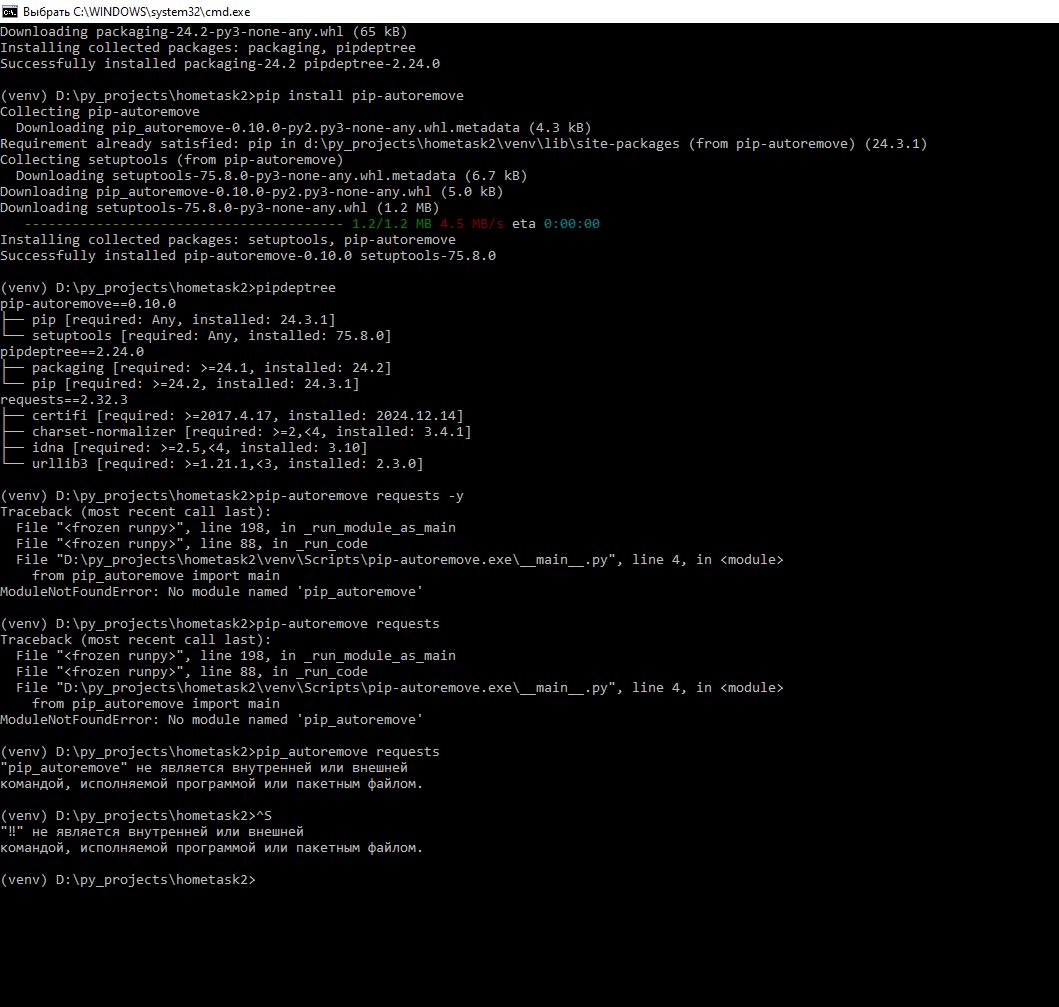 Выбрать C:\WINDOWS\system32\cmd.exe
Downloading packaging-24.2-py3-none-any.whl (65 kB)
Installing collected packages: packaging, pipdeptree
Successfully installed packaging-24.2 pipdeptree-2.24.0
(venv) D:\py_projects\hometask2>pip install pip-autoremove
Collecting pip-autoremove
  Downloading pip_autoremove-0.10.0-py2.py3-none-any.whl.metadata (4.3 kB)
Requirement already satisfied: pip in d:\py_projects\hometask2\venv\lib\site-packages (from pip-autoremove) (24.3.1)
Collecting setuptools (from pip-autoremove)
  Downloading setuptools-75.8.0-py3-none-any.whl.metadata (6.7 kB)
Downloading pip_autoremove-0.10.0-py2.py3-none-any.whl (5.0 kB)
Downloading setuptools-75.8.0-py3-none-any.whl (1.2 MB)
   ---------------------------------------- 1.2/1.2 MB 4.5 MB/s eta 0:00:00
Installing collected packages: setuptools, pip-autoremove
Successfully installed pip-autoremove-0.10.0 setuptools-75.8.0
(venv) D:\py_projects\hometask2>pipdeptree
pip-autoremove==0.10.0
├── pip [required: Any, installed: 24.3.1]
└── setuptools [required: Any, installed: 75.8.0]
pipdeptree==2.24.0
├── packaging [required: >=24.1, installed: 24.2]
└── pip [required: >=24.2, installed: 24.3.1]
requests==2.32.3
├── certifi [required: >=2017.4.17, installed: 2024.12.14]
├── charset-normalizer [required: >=2,<4, installed: 3.4.1]
├── idna [required: >=2.5,<4, installed: 3.10]
└── urllib3 [required: >=1.21.1,<3, installed: 2.3.0]
(venv) D:\py_projects\hometask2>pip-autoremove requests -y
Traceback (most recent call last):
  File "<frozen runpy>", line 198, in _run_module_as_main
  File "<frozen runpy>", line 88, in _run_code
  File "D:\py_projects\hometask2\venv\Scripts\pip-autoremove.exe\__main__.py", line 4, in <module>
    from pip_autoremove import main
ModuleNotFoundError: No module named 'pip_autoremove'
(venv) D:\py_projects\hometask2>pip-autoremove requests
Traceback (most recent call last):
  File "<frozen runpy>", line 198, in _run_module_as_main
  File "<frozen runpy>", line 88, in _run_code
  File "D:\py_projects\hometask2\venv\Scripts\pip-autoremove.exe\__main__.py", line 4, in <module>
    from pip_autoremove import main
ModuleNotFoundError: No module named 'pip_autoremove'
(venv) D:\py_projects\hometask2>pip_autoremove requests
"pip_autoremove" не является внутренней или внешней
командой, исполняемой программой или пакетным файлом.
(venv) D:\py_projects\hometask2>^S
"‼" не является внутренней или внешней
командой, исполняемой программой или пакетным файлом.
(venv) D:\py_projects\hometask2>